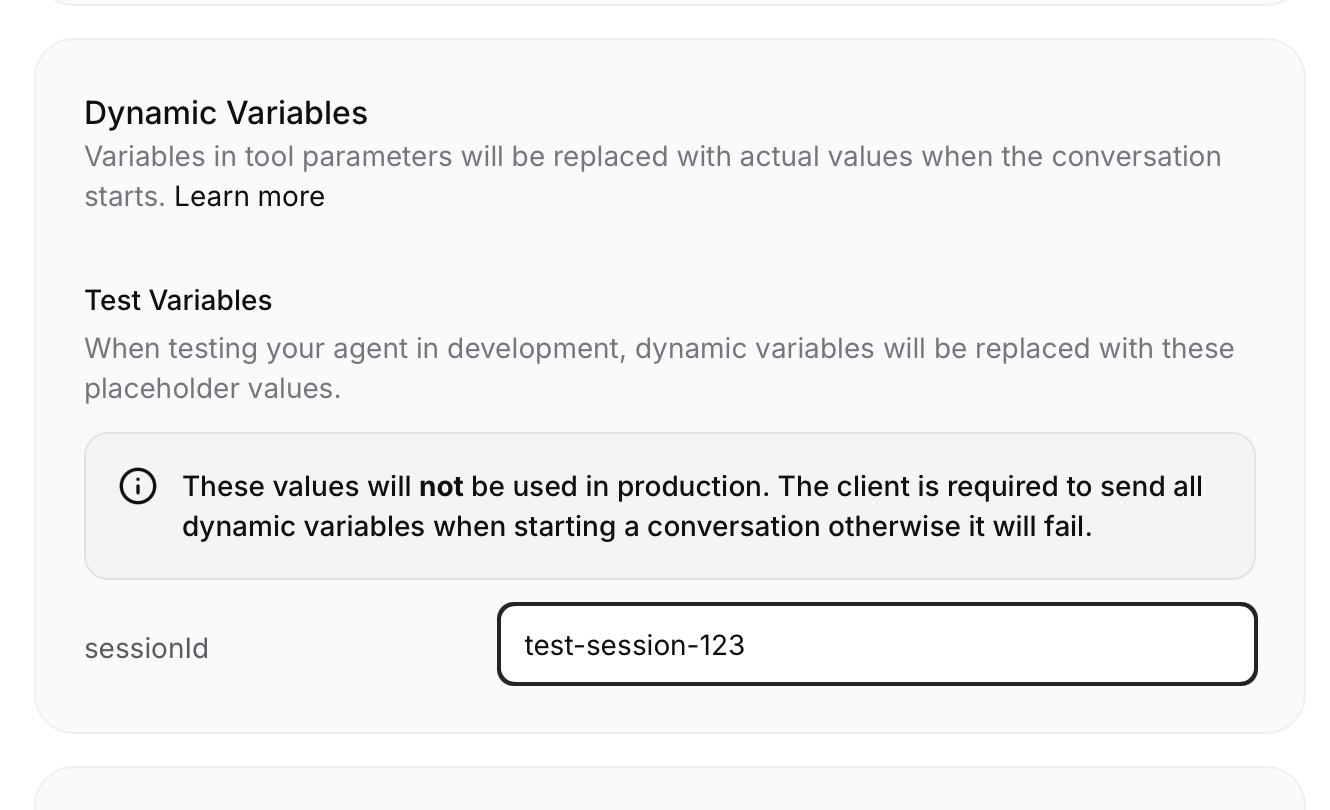 Dynamic Variables
Variables in tool parameters will be replaced with actual values when the conversation
starts. Learn more
Test Variables
When testing your agent in development, dynamic variables will be replaced with these
placeholder values.
These values will not be used in production. The client is required to send all
dynamic variables when starting a conversation otherwise it will fail.
sessionId
test-session-123